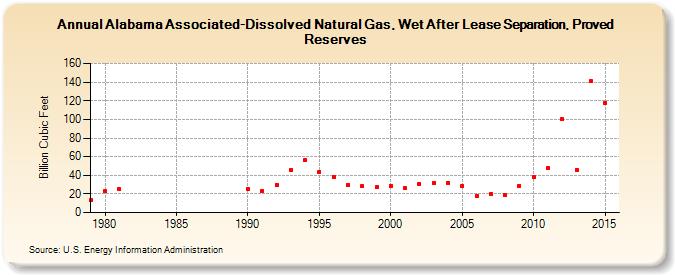 Annual Alabama Associated-Dissolved Natural Gas, Wet After Lease Separation, Proved
Reserves
Billion Cubic Feet
160
140
120
100
80
60
40
20
0
1980 1985 1990 1995 2000 2005 2010 2015
Source: U.S. Energy Information Administration